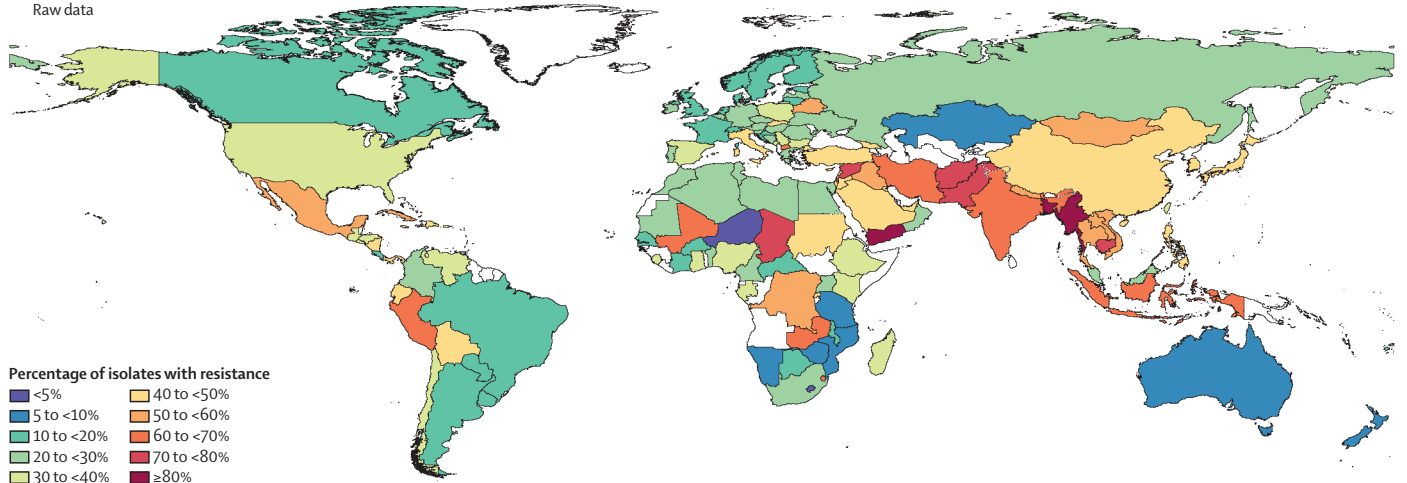 Raw data
Percentage of isolates with resistance
<5%
5 to <10%
10 to <20%
20 to <30%
30 to <40%
40 to <50%
50 to <60%
60 to <70%
70 to <80%
≥80%